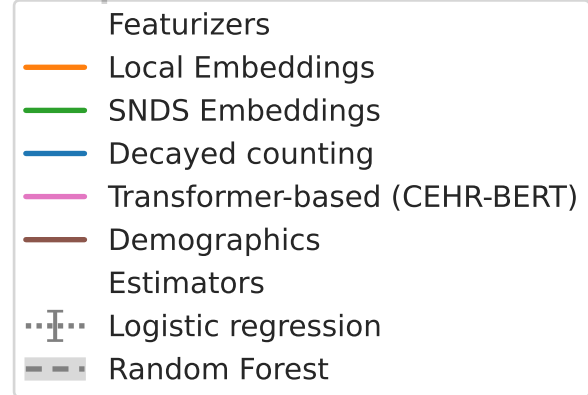 Featurizers
Local Embeddings
SNDS Embeddings
Decayed counting
Transformer-based (CEHR-BERT)
Demographics
Estimators
Logistic regression
Random Forest